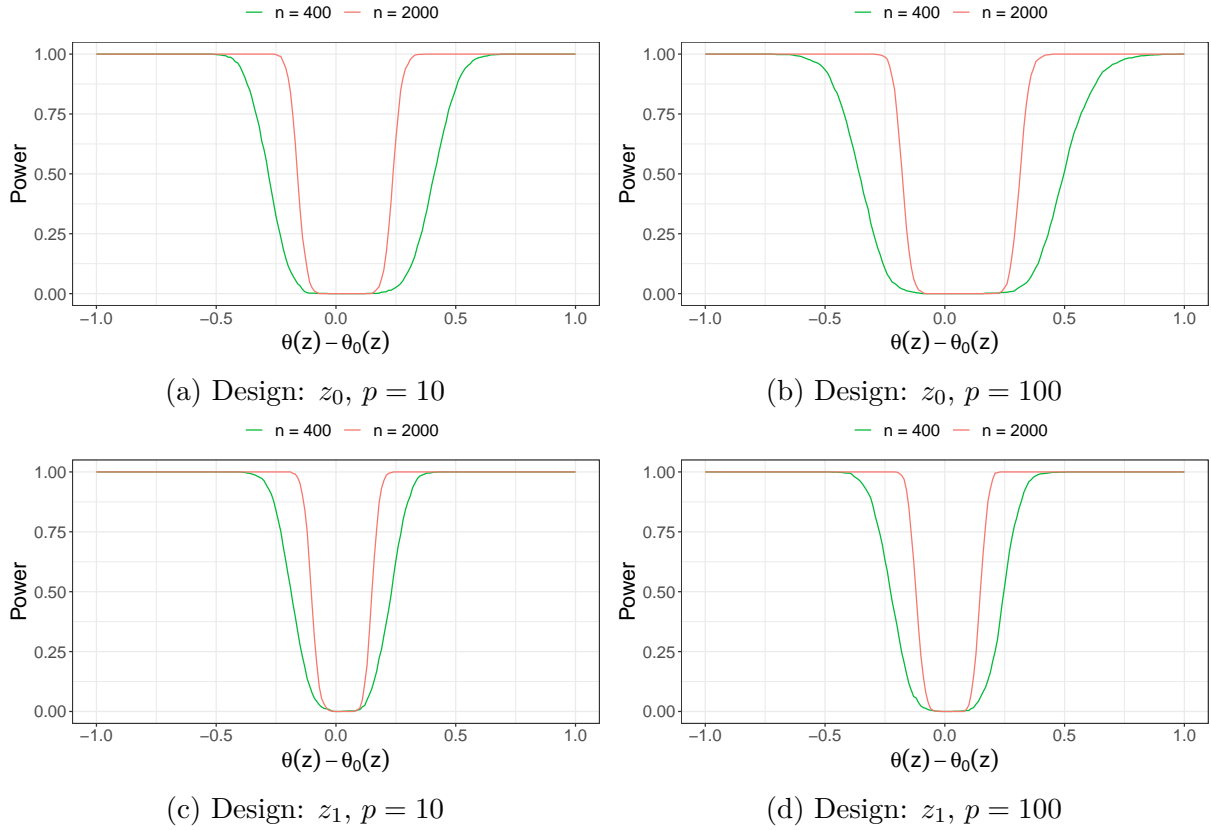 n = 400 n = 2000 n = 400 n = 2000
1.00 1.00
0.75 0.75
Power 0.50 Power 0.50
0.25 0.25
0.00 0.00
−1.0 −0.5 0.0 0.5 1.0 −1.0 −0.5 0.0 0.5 1.0
θ(z) − θ₀(z) θ(z) − θ₀(z)
(a) Design: z₀, p = 10 (b) Design: z₀, p = 100
n = 400 n = 2000 n = 400 n = 2000
1.00 1.00
0.75 0.75
Power 0.50 Power 0.50
0.25 0.25
0.00 0.00
−1.0 −0.5 0.0 0.5 1.0 −1.0 −0.5 0.0 0.5 1.0
θ(z) − θ₀(z) θ(z) − θ₀(z)
(c) Design: z₁, p = 10 (d) Design: z₁, p = 100